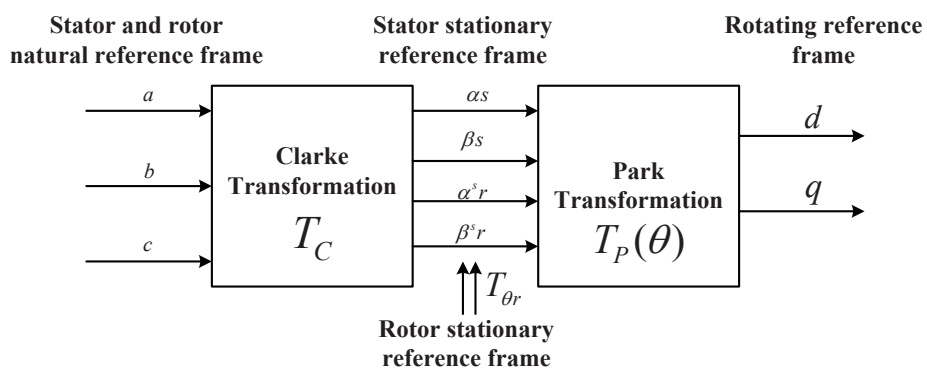 Stator and rotor
natural reference frame
Stator stationary
reference frame
Rotating reference
frame
a
b
c
Clarke
Transformation
T_C
αs
βs
α^s r
β^s r
Park
Transformation
T_P(θ)
d
q
T_θr
Rotor stationary
reference frame